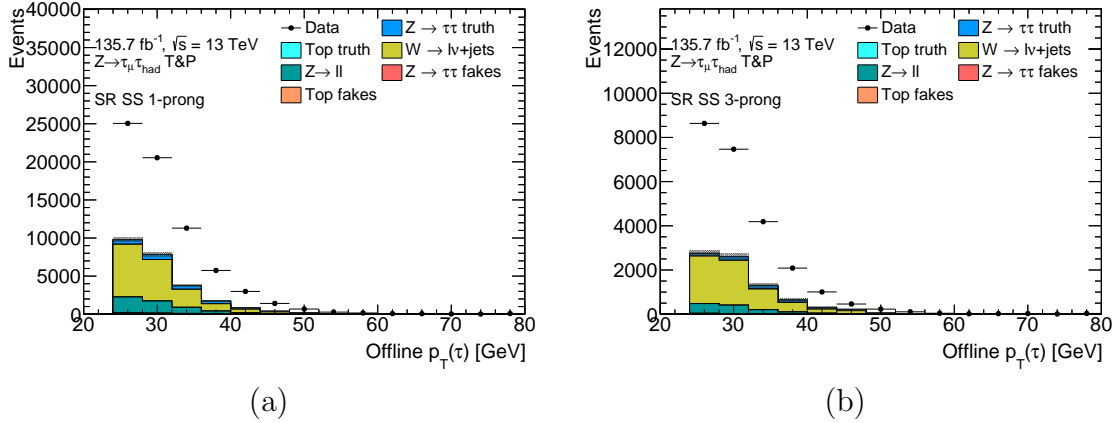 Events
40000
35000
30000
25000
20000
15000
10000
5000
0
20 30 40 50 60 70 80
Offline p_T(τ) [GeV]
135.7 fb⁻¹, √s = 13 TeV
Z→τ_μτ_had T&P
SR SS 1-prong
Data
Z → ττ truth
Top truth
W → lv+jets
Z→ ll
Z → ττ fakes
Top fakes
(a)
Events
12000
10000
8000
6000
4000
2000
0
20 30 40 50 60 70 80
Offline p_T(τ) [GeV]
135.7 fb⁻¹, √s = 13 TeV
Z→τ_μτ_had T&P
SR SS 3-prong
Data
Z → ττ truth
Top truth
W → lv+jets
Z→ ll
Z → ττ fakes
Top fakes
(b)